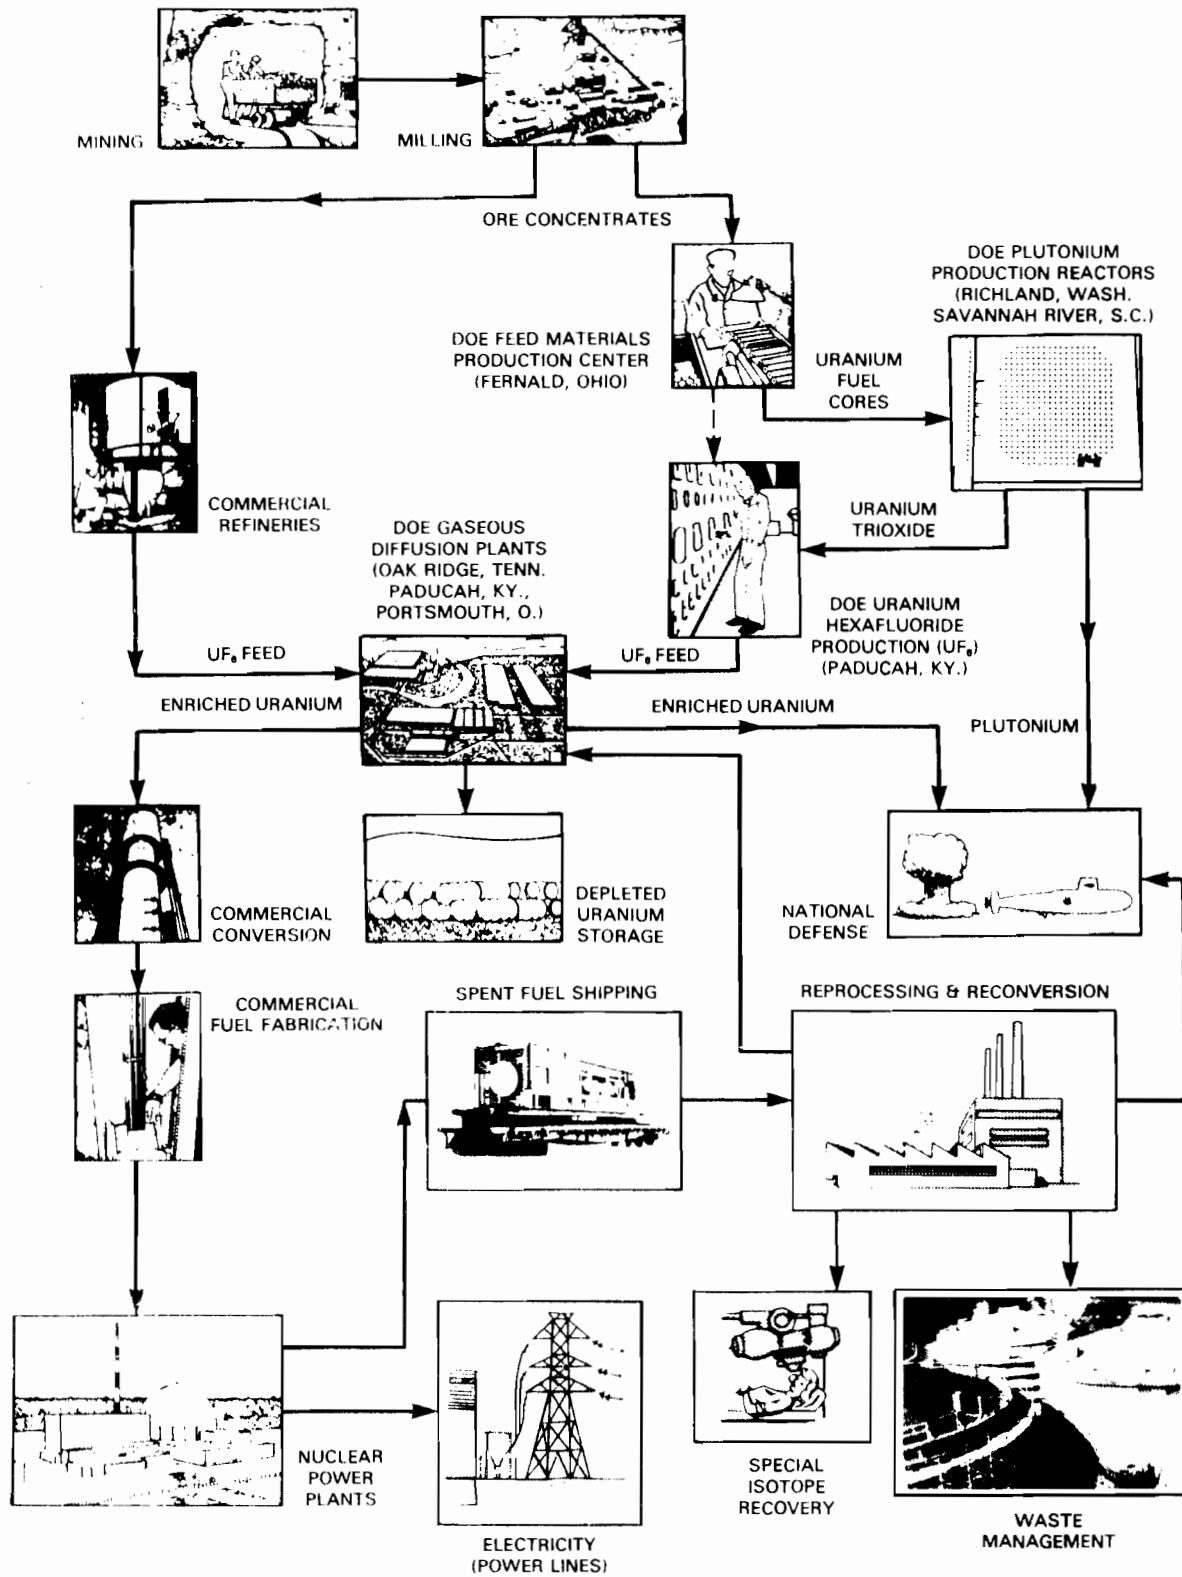 MINING
MILLING
ORE CONCENTRATES
DOE PLUTONIUM
PRODUCTION REACTORS
(RICHLAND, WASH.
SAVANNAH RIVER, S.C.)
DOE FEED MATERIALS
PRODUCTION CENTER
(FERNALD, OHIO)
URANIUM
FUEL
CORES
COMMERCIAL
REFINERIES
DOE GASEOUS
DIFFUSION PLANTS
(OAK RIDGE, TENN.
PADUCAH, KY.,
PORTSMOUTH, O.)
URANIUM
TRIOXIDE
DOE URANIUM
HEXAFLUORIDE
PRODUCTION (UF₆)
(PADUCAH, KY.)
UF₆ FEED
UF₆ FEED
ENRICHED URANIUM
ENRICHED URANIUM
PLUTONIUM
COMMERCIAL
CONVERSION
DEPLETED
URANIUM
STORAGE
NATIONAL
DEFENSE
COMMERCIAL
FUEL FABRICATION
SPENT FUEL SHIPPING
REPROCESSING & RECONVERSION
NUCLEAR
POWER
PLANTS
ELECTRICITY
(POWER LINES)
SPECIAL
ISOTOPE
RECOVERY
WASTE
MANAGEMENT